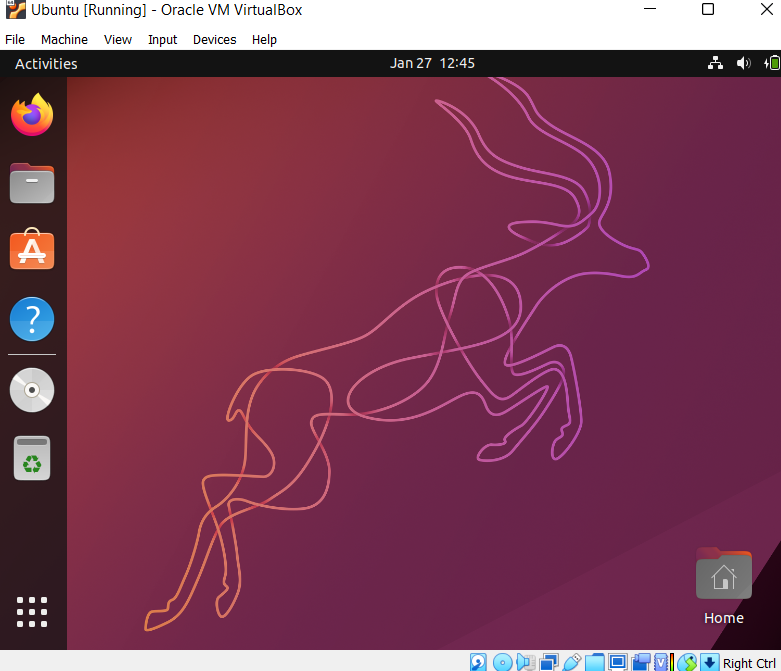 Ubuntu [Running] - Oracle VM VirtualBox
File Machine View Input Devices Help
Activities Jan 27 12:45
?
Home
Right Ctrl